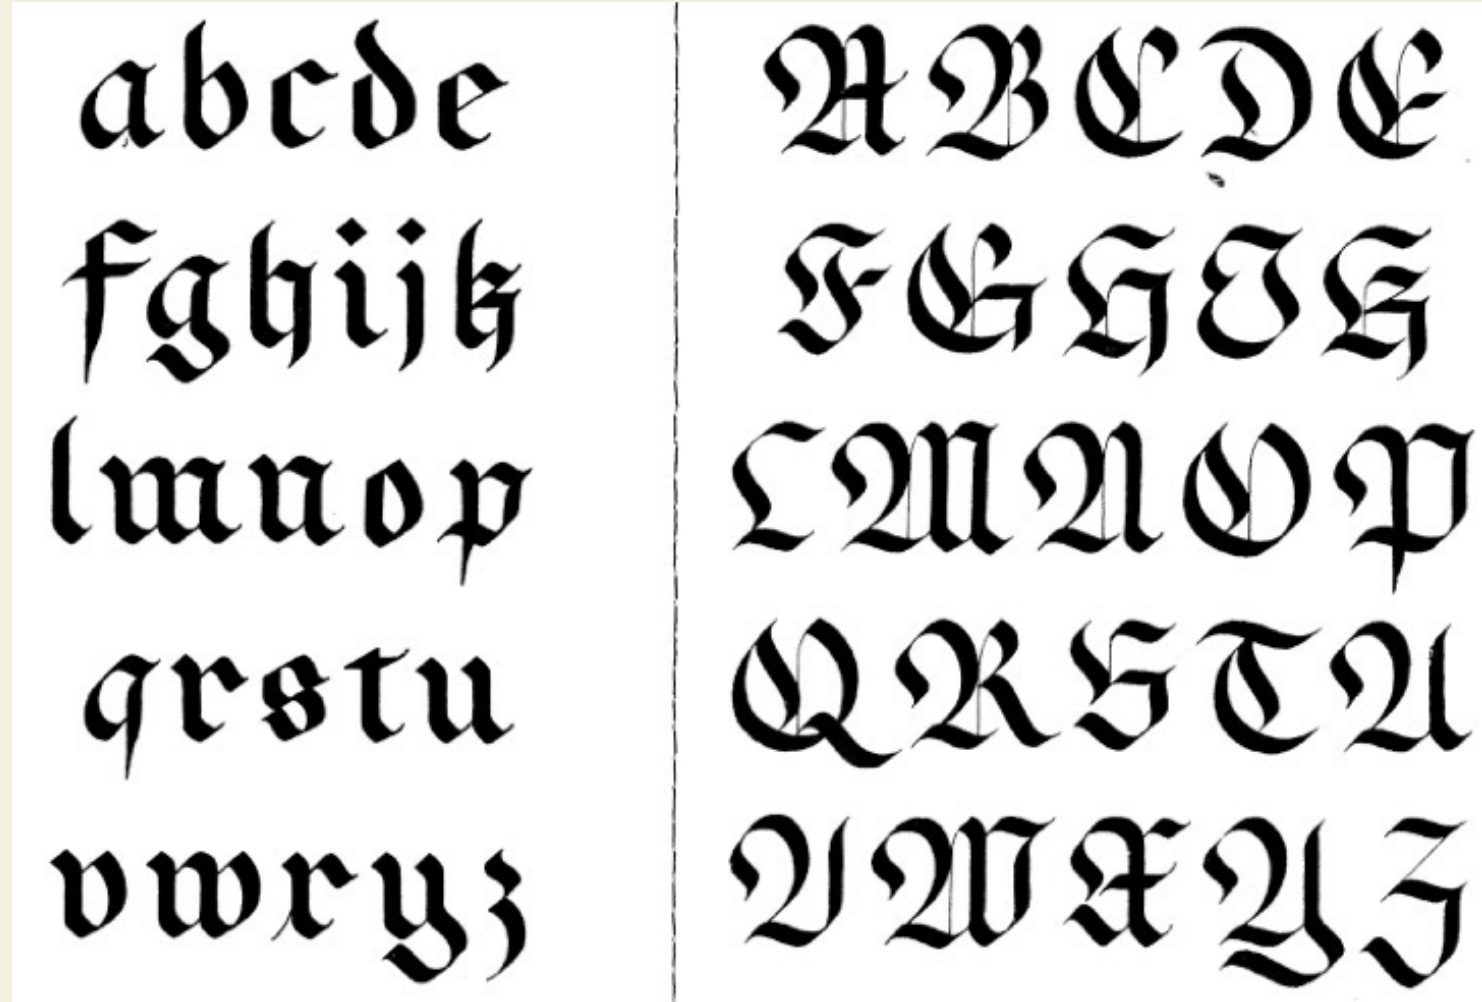 abcde
fghijk
lmnop
qrstu
vwxyz
ABCDE
FGHIK
LMNOP
QRSTU
VWXYZ